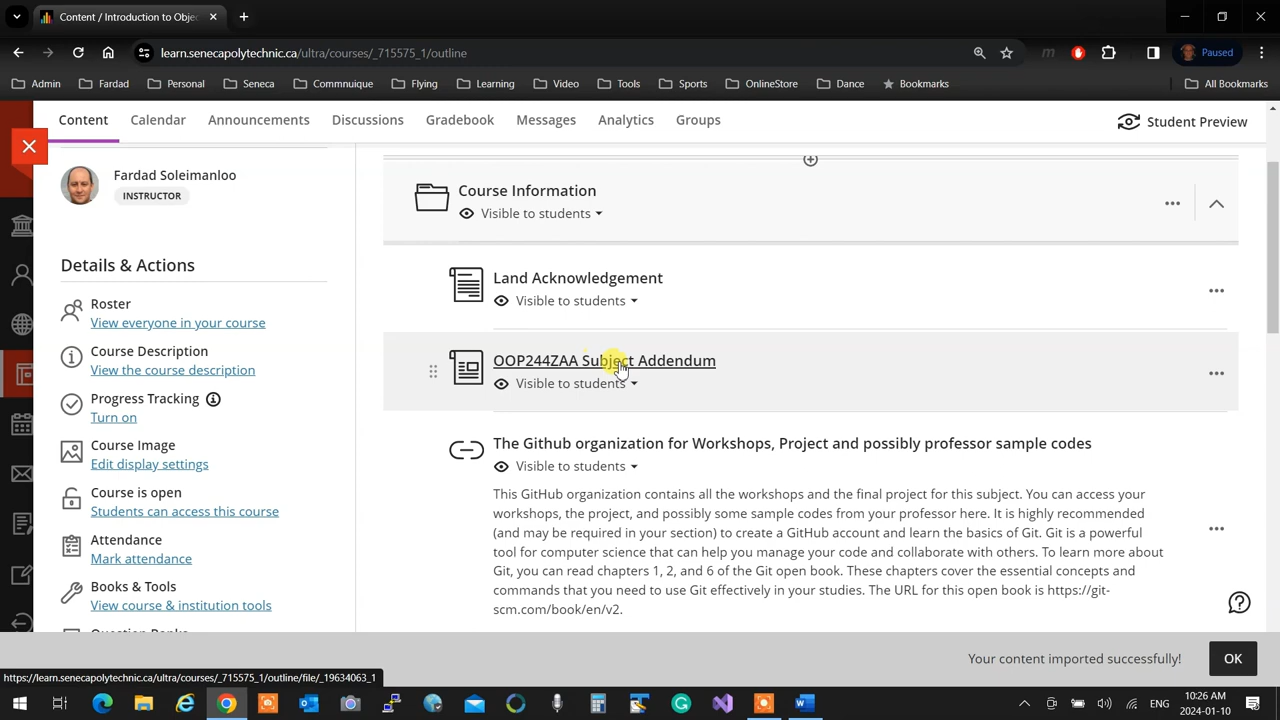 Content / Introduction to Objec
learn.senecapolytechnic.ca/ultra/courses/_715575_1/outline
Paused
Admin
Fardad
Personal
Seneca
Commnuique
Flying
Learning
Video
Tools
Sports
OnlineStore
Dance
Bookmarks
All Bookmarks
Content
Calendar
Announcements
Discussions
Gradebook
Messages
Analytics
Groups
Student Preview
Fardad Soleimanloo
INSTRUCTOR
Details & Actions
Roster
View everyone in your course
Course Description
View the course description
Progress Tracking
Turn on
Course Image
Edit display settings
Course is open
Students can access this course
Attendance
Mark attendance
Books & Tools
View course & institution tools
Question Banks
Course Information
Visible to students
Land Acknowledgement
Visible to students
OOP244ZAA Subject Addendum
Visible to students
The Github organization for Workshops, Project and possibly professor sample codes
Visible to students
This GitHub organization contains all the workshops and the final project for this subject. You can access your
workshops, the project, and possibly some sample codes from your professor here. It is highly recommended
(and may be required in your section) to create a GitHub account and learn the basics of Git. Git is a powerful
tool for computer science that can help you manage your code and collaborate with others. To learn more about
Git, you can read chapters 1, 2, and 6 of the Git open book. These chapters cover the essential concepts and
commands that you need to use Git effectively in your studies. The URL for this open book is https://git-
scm.com/book/en/v2.
Your content imported successfully!
OK
https://learn.senecapolytechnic.ca/ultra/courses/_715575_1/outline/file/_19634063_1
ENG
10:26 AM
2024-01-10